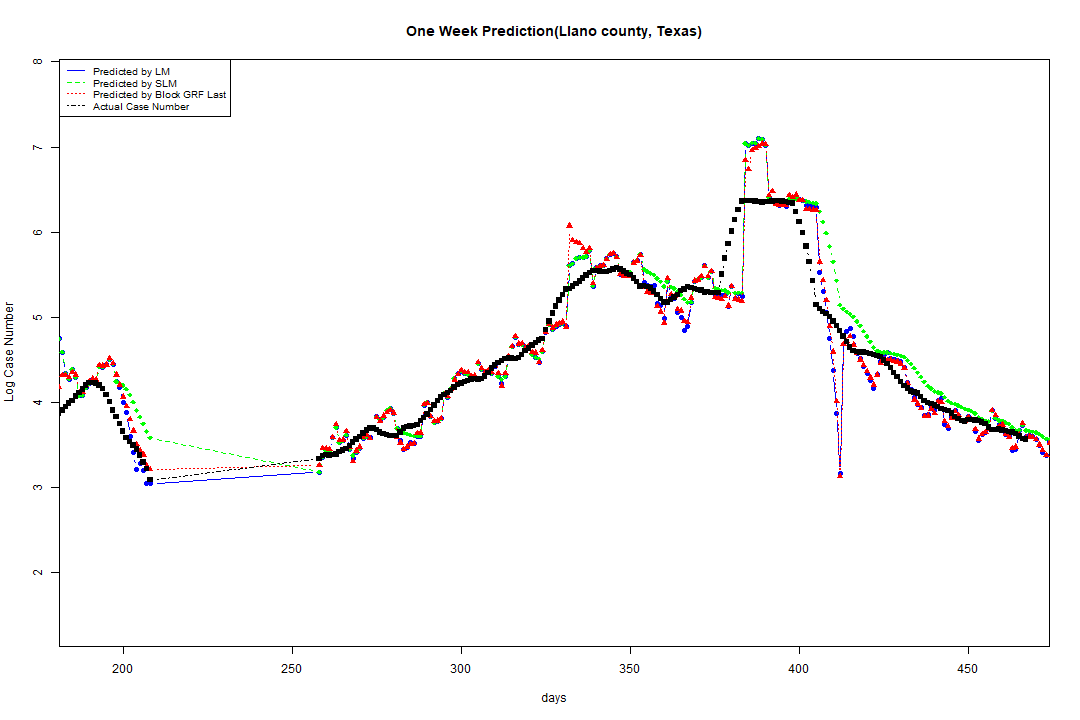 One Week Prediction(Llano county, Texas)
Predicted by LM
Predicted by SLM
Predicted by Block GRF Last
Actual Case Number
Log Case Number
8
7
6
5
4
3
2
200 250 300 350 400 450
days